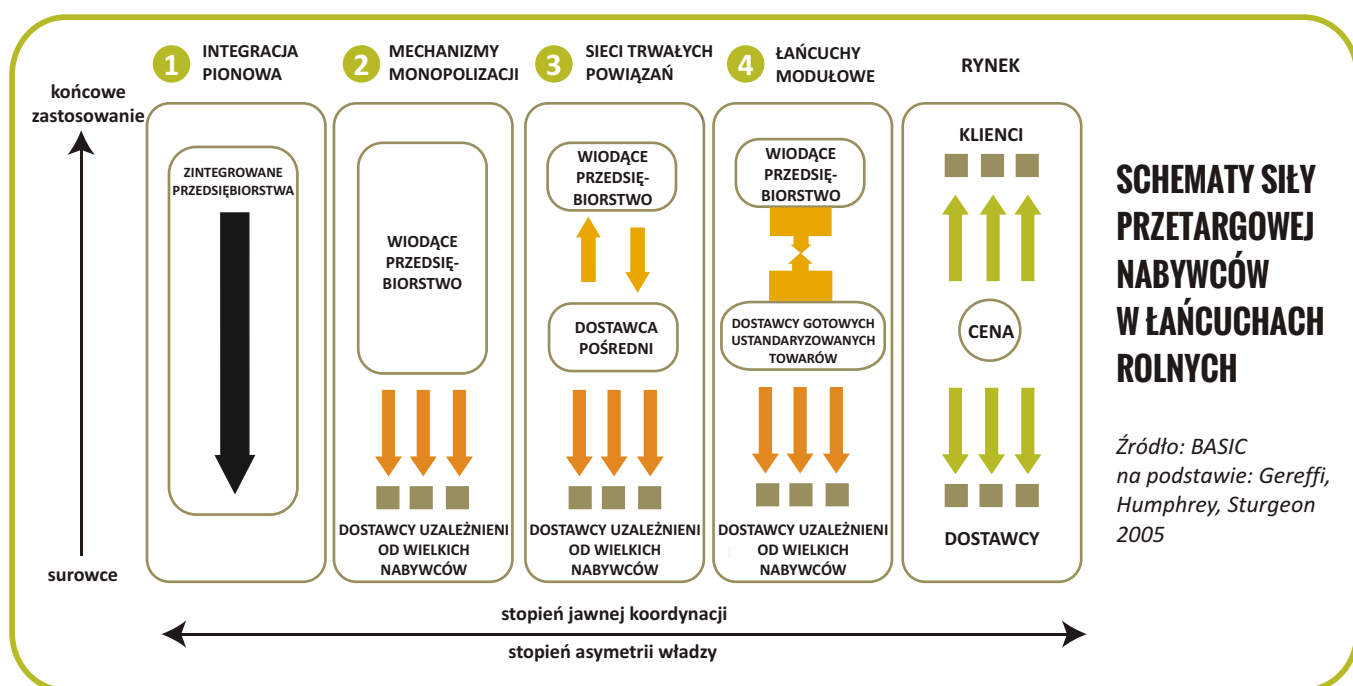 1
INTEGRACJA
PIONOWA
2
MECHANIZMY
MONOPOLIZACJI
3
SIECI TRWAŁYCH
POWIĄZAŃ
4
ŁAŃCUCHY
MODUŁOWE
RYNEK
końcowe
zastosowanie
surowce
ZINTEGROWANE
PRZEDSIĘBIORSTWA
WIODĄCE
PRZEDSIĘ-
BIORSTWO
DOSTAWCY UZALEŻNIENI
OD WIELKICH
NABYWCÓW
WIODĄCE
PRZEDSIĘ-
BIORSTWO
DOSTAWCA
POŚREDNI
DOSTAWCY UZALEŻNIENI
OD WIELKICH
NABYWCÓW
WIODĄCE
PRZEDSIĘ-
BIORSTWO
DOSTAWCY GOTOWYCH
USTANDARYZOWANYCH
TOWARÓW
DOSTAWCY UZALEŻNIENI
OD WIELKICH
NABYWCÓW
KLIENCI
CENA
DOSTAWCY
stopień jawnej koordynacji
stopień asymetrii władzy
SCHEMATY SIŁY
PRZETARGOWEJ
NABYWCÓW
W ŁAŃCUCHACH
ROLNYCH
Źródło: BASIC
na podstawie: Gereffi,
Humphrey, Sturgeon
2005